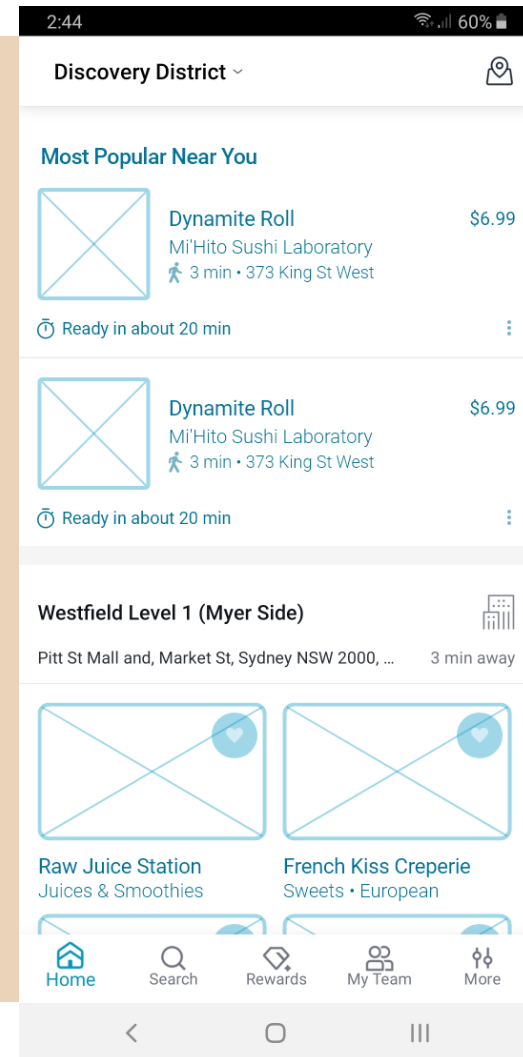 2:44 60%
Discovery District
Most Popular Near You
Dynamite Roll $6.99
Mi'Hito Sushi Laboratory
3 min • 373 King St West
Ready in about 20 min
Dynamite Roll $6.99
Mi'Hito Sushi Laboratory
3 min • 373 King St West
Ready in about 20 min
Westfield Level 1 (Myer Side)
Pitt St Mall and, Market St, Sydney NSW 2000, ... 3 min away
Raw Juice Station French Kiss Creperie
Juices & Smoothies Sweets • European
Home Search Rewards My Team More